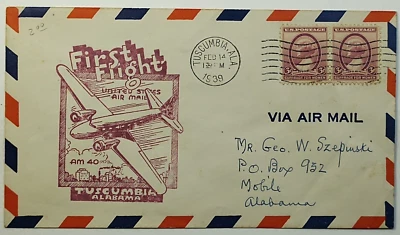 First
Flight
UNITED STATES
AIR MAIL
AM 40
TUSCUMBIA
ALABAMA
TUSCUMBIA, ALA.
FEB 14
M
1939
U.S. POSTAGE U.S. POSTAGE
VIA AIR MAIL
Mr. Geo. W. Szepinski
P.O. Box 952
Mobile
Alabama